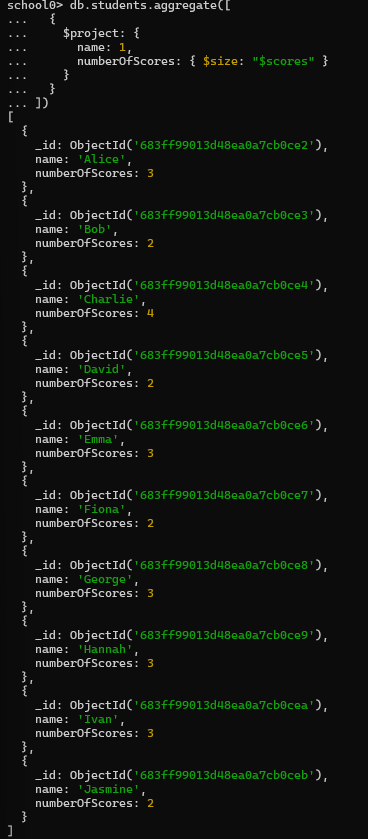 school0> db.students.aggregate([
...   {
...     $project: {
...       name: 1,
...       numberOfScores: { $size: "$scores" }
...     }
...   }
... ])
[
  {
    _id: ObjectId('683ff99013d48ea0a7cb0ce2'),
    name: 'Alice',
    numberOfScores: 3
  },
  {
    _id: ObjectId('683ff99013d48ea0a7cb0ce3'),
    name: 'Bob',
    numberOfScores: 2
  },
  {
    _id: ObjectId('683ff99013d48ea0a7cb0ce4'),
    name: 'Charlie',
    numberOfScores: 4
  },
  {
    _id: ObjectId('683ff99013d48ea0a7cb0ce5'),
    name: 'David',
    numberOfScores: 2
  },
  {
    _id: ObjectId('683ff99013d48ea0a7cb0ce6'),
    name: 'Emma',
    numberOfScores: 3
  },
  {
    _id: ObjectId('683ff99013d48ea0a7cb0ce7'),
    name: 'Fiona',
    numberOfScores: 2
  },
  {
    _id: ObjectId('683ff99013d48ea0a7cb0ce8'),
    name: 'George',
    numberOfScores: 3
  },
  {
    _id: ObjectId('683ff99013d48ea0a7cb0ce9'),
    name: 'Hannah',
    numberOfScores: 3
  },
  {
    _id: ObjectId('683ff99013d48ea0a7cb0cea'),
    name: 'Ivan',
    numberOfScores: 3
  },
  {
    _id: ObjectId('683ff99013d48ea0a7cb0ceb'),
    name: 'Jasmine',
    numberOfScores: 2
  }
]